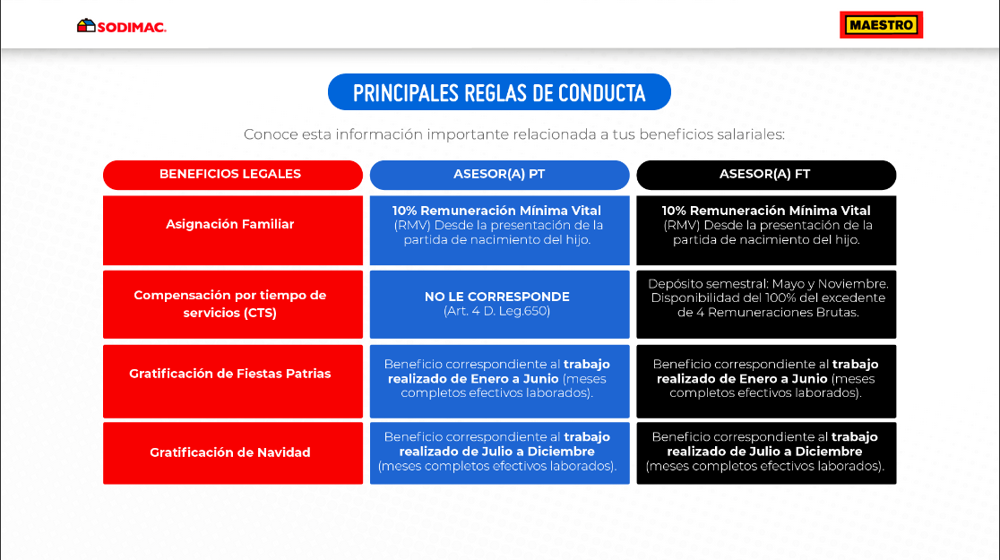 SODIMAC.
MAESTRO
PRINCIPALES REGLAS DE CONDUCTA
Conoce esta información importante relacionada a tus beneficios salariales:
BENEFICIOS LEGALES
ASESOR(A) PT
ASESOR(A) FT
Asignación Familiar
10% Remuneración Mínima Vital
(RMV) Desde la presentación de la
partida de nacimiento del hijo.
10% Remuneración Mínima Vital
(RMV) Desde la presentación de la
partida de nacimiento del hijo.
Compensación por tiempo de
servicios (CTS)
NO LE CORRESPONDE
(Art. 4 D. Leg.650)
Depósito semestral: Mayo y Noviembre.
Disponibilidad del 100% del excedente
de 4 Remuneraciones Brutas.
Gratificación de Fiestas Patrias
Beneficio correspondiente al trabajo
realizado de Enero a Junio (meses
completos efectivos laborados).
Beneficio correspondiente al trabajo
realizado de Enero a Junio (meses
completos efectivos laborados).
Gratificación de Navidad
Beneficio correspondiente al trabajo
realizado de Julio a Diciembre
(meses completos efectivos laborados).
Beneficio correspondiente al trabajo
realizado de Julio a Diciembre
(meses completos efectivos laborados).